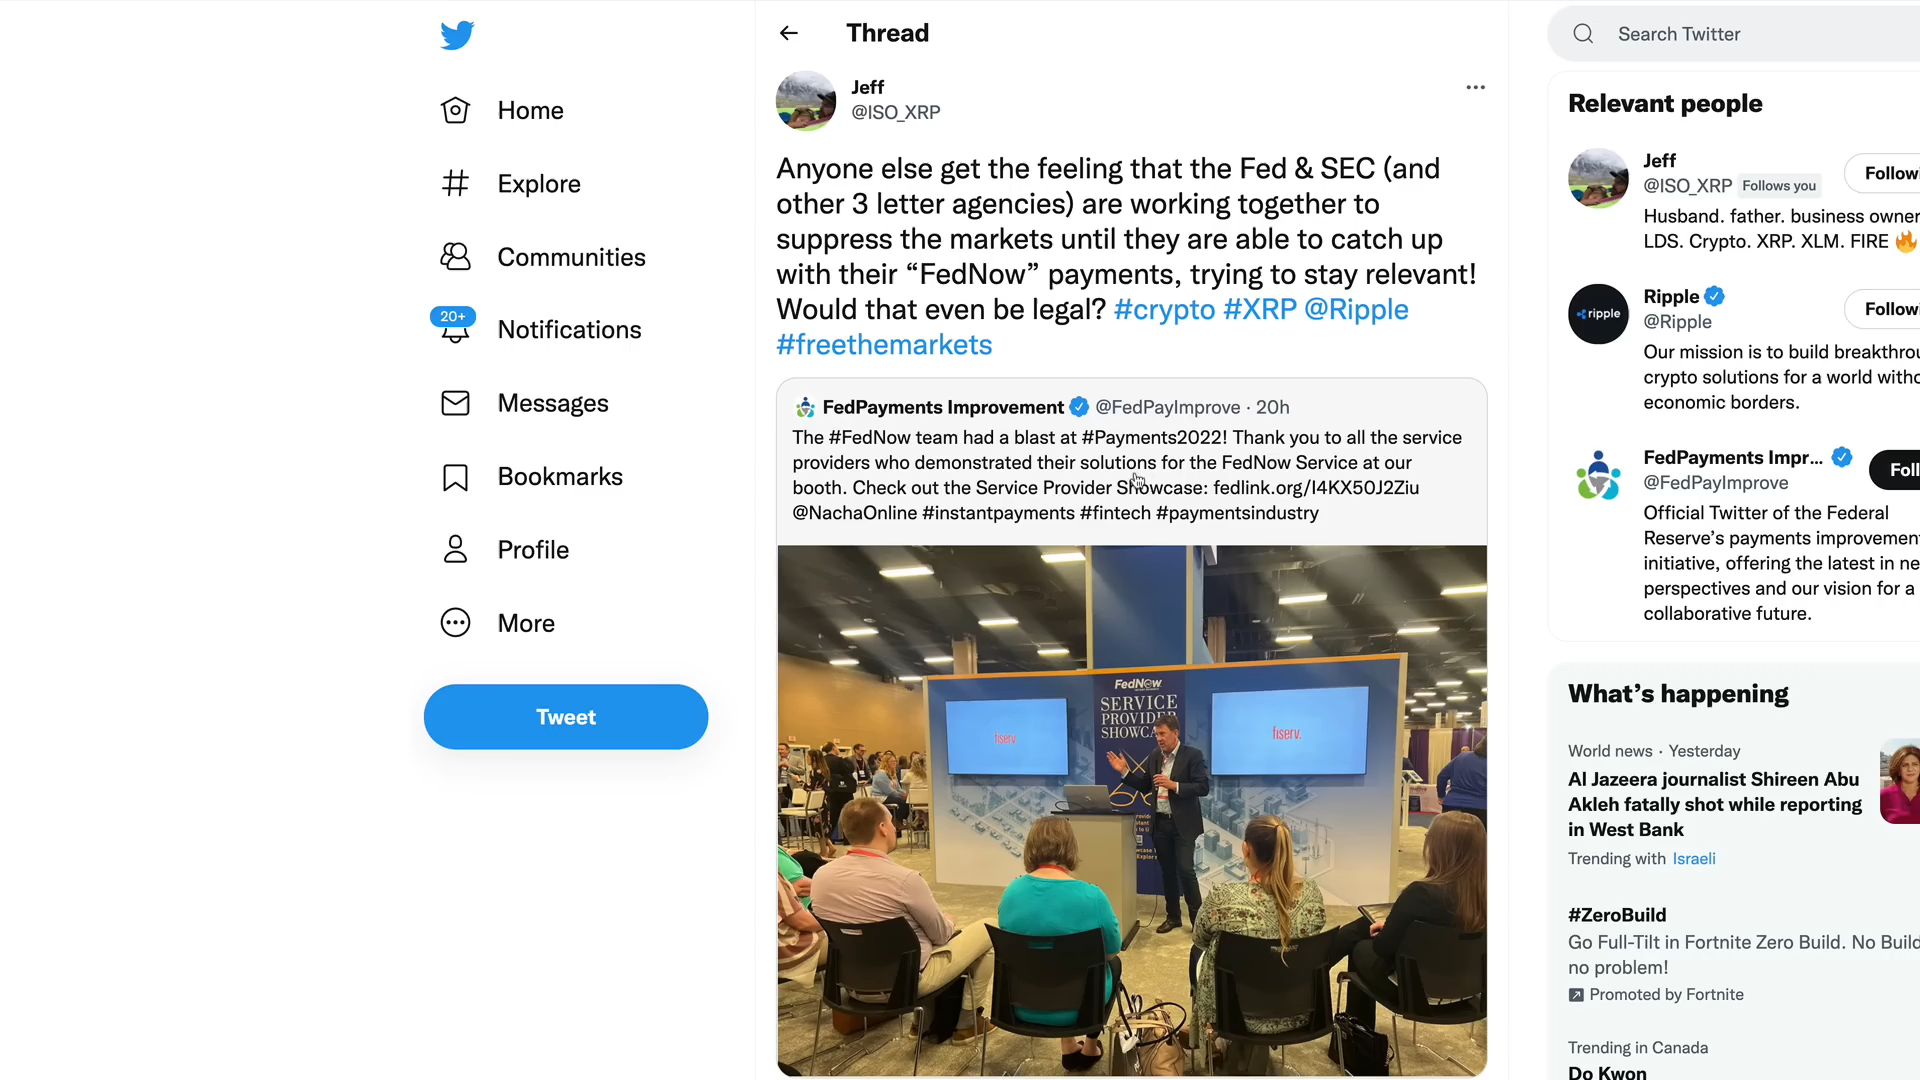 Thread
Search Twitter
Home
Explore
Communities
20+
Notifications
Messages
Bookmarks
Profile
More
Tweet
Jeff
@ISO_XRP
Anyone else get the feeling that the Fed & SEC (and
other 3 letter agencies) are working together to
suppress the markets until they are able to catch up
with their “FedNow” payments, trying to stay relevant!
Would that even be legal? #crypto #XRP @Ripple
#freethemarkets
FedPayments Improvement @FedPayImprove · 20h
The #FedNow team had a blast at #Payments2022! Thank you to all the service
providers who demonstrated their solutions for the FedNow Service at our
booth. Check out the Service Provider Showcase: fedlink.org/I4KX50J2Ziu
@NachaOnline #instantpayments #fintech #paymentsindustry
FedNow
SERVICE
PROVIDER
SHOWCA
fiserv.
fiserv.
Relevant people
Jeff
@ISO_XRP Follows you
Followi
Husband. father. business owner
LDS. Crypto. XRP. XLM. FIRE 🔥
ripple
Ripple
@Ripple
Followi
Our mission is to build breakthrou
crypto solutions for a world witho
economic borders.
FedPayments Impr...
@FedPayImprove
Foll
Official Twitter of the Federal
Reserve’s payments improvement
initiative, offering the latest in ne
perspectives and our vision for a
collaborative future.
What’s happening
World news · Yesterday
Al Jazeera journalist Shireen Abu
Akleh fatally shot while reporting
in West Bank
Trending with Israeli
#ZeroBuild
Go Full-Tilt in Fortnite Zero Build. No Build
no problem!
Promoted by Fortnite
Trending in Canada
Do Kwon